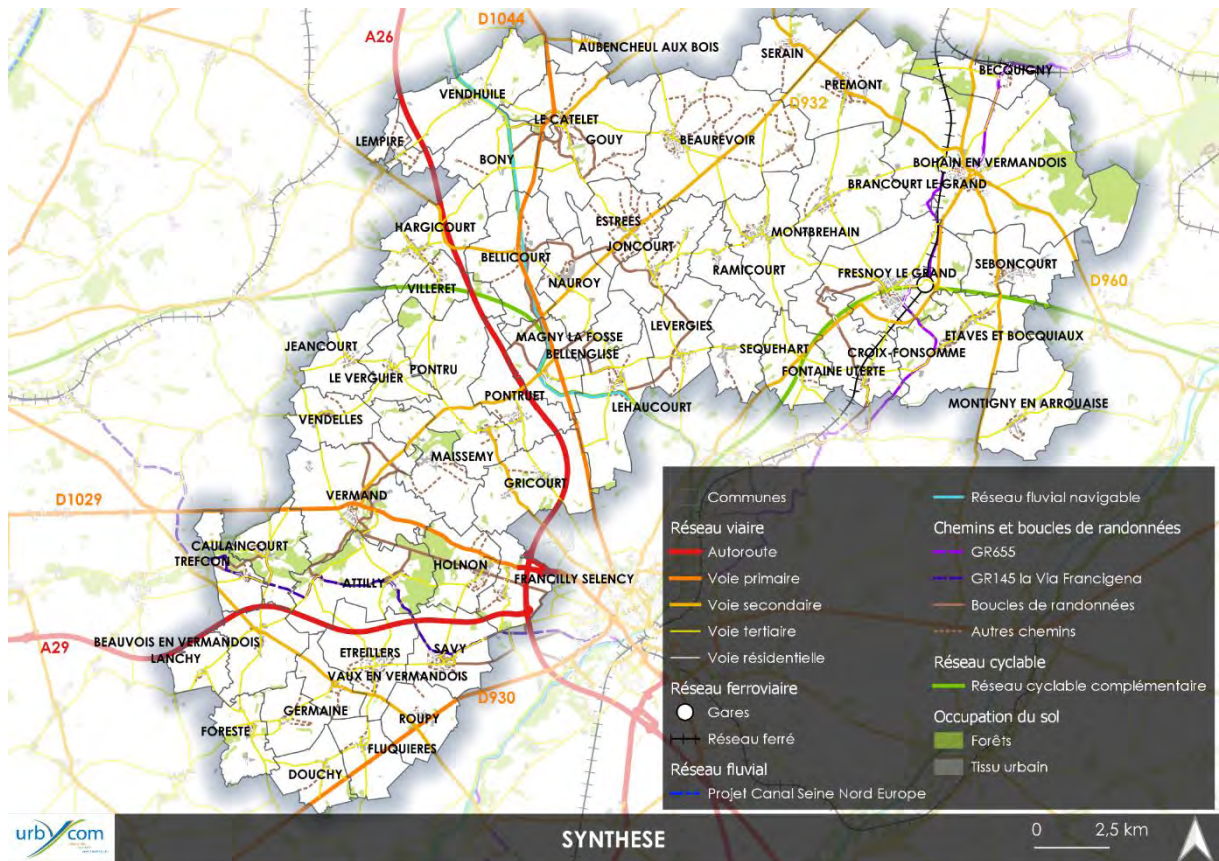 D1044
A26
AUBENCHEUL AUX BOIS
SERAIN
BECQUIGNY
VENDHUILE
PREMONT
D932
LE CATELET
GOUY
BEAUREVOIR
LEMPIRE
BONY
BOHAIN EN VERMANDOIS
BRANCOURT LE GRAND
HARGICOURT
ESTREES
JONCOURT
MONTBREHAIN
BELLICOURT
NAUROY
RAMICOURT
FRESNOY LE GRAND
SEBONCOURT
D960
VILLERET
MAGNY LA FOSSE
LEVERGIES
ETAVES ET BOCQUIAUX
JEANCOURT
BELLENGLISE
SEQUEHART
CROIX-FONSOMME
LE VERGUIER
PONTRU
FONTAINE UTERTE
PONTRUET
LEHAUCOURT
MONTIGNY EN ARROUAISE
VENDELLES
MAISSEMY
GRICOURT
VERMAND
D1029
CAULAINCOURT
TREFCON
ATTILLY
HOLNON
FRANCILLY SELENCY
BEAUVOIS EN VERMANDOIS
A29
LANCHY
ETREILLERS
SAVY
VAUX EN VERMANDOIS
D930
GERMAINE
ROUPY
FORESTE
FLUQUIERES
DOUCHY
Communes
Réseau viaire
Autoroute
Voie primaire
Voie secondaire
Voie tertiaire
Voie résidentielle
Réseau ferroviaire
Gares
Réseau ferré
Réseau fluvial
Projet Canal Seine Nord Europe
Réseau fluvial navigable
Chemins et boucles de randonnées
GR655
GR145 la Via Francigena
Boucles de randonnées
Autres chemins
Réseau cyclable
Réseau cyclable complémentaire
Occupation du sol
Forêts
Tissu urbain
urbycom
SYNTHESE
0 2,5 km